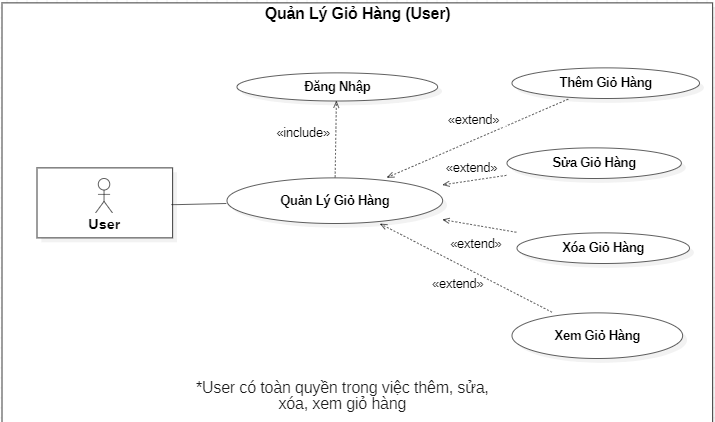 Quản Lý Giỏ Hàng (User)
Đăng Nhập
Thêm Giỏ Hàng
«extend»
«include»
Sửa Giỏ Hàng
«extend»
Quản Lý Giỏ Hàng
User
Xóa Giỏ Hàng
«extend»
«extend»
Xem Giỏ Hàng
*User có toàn quyền trong việc thêm, sửa,
xóa, xem giỏ hàng